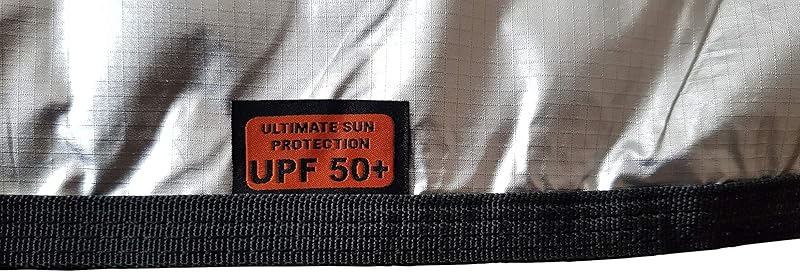 ULTIMATE SUN
PROTECTION
UPF 50+